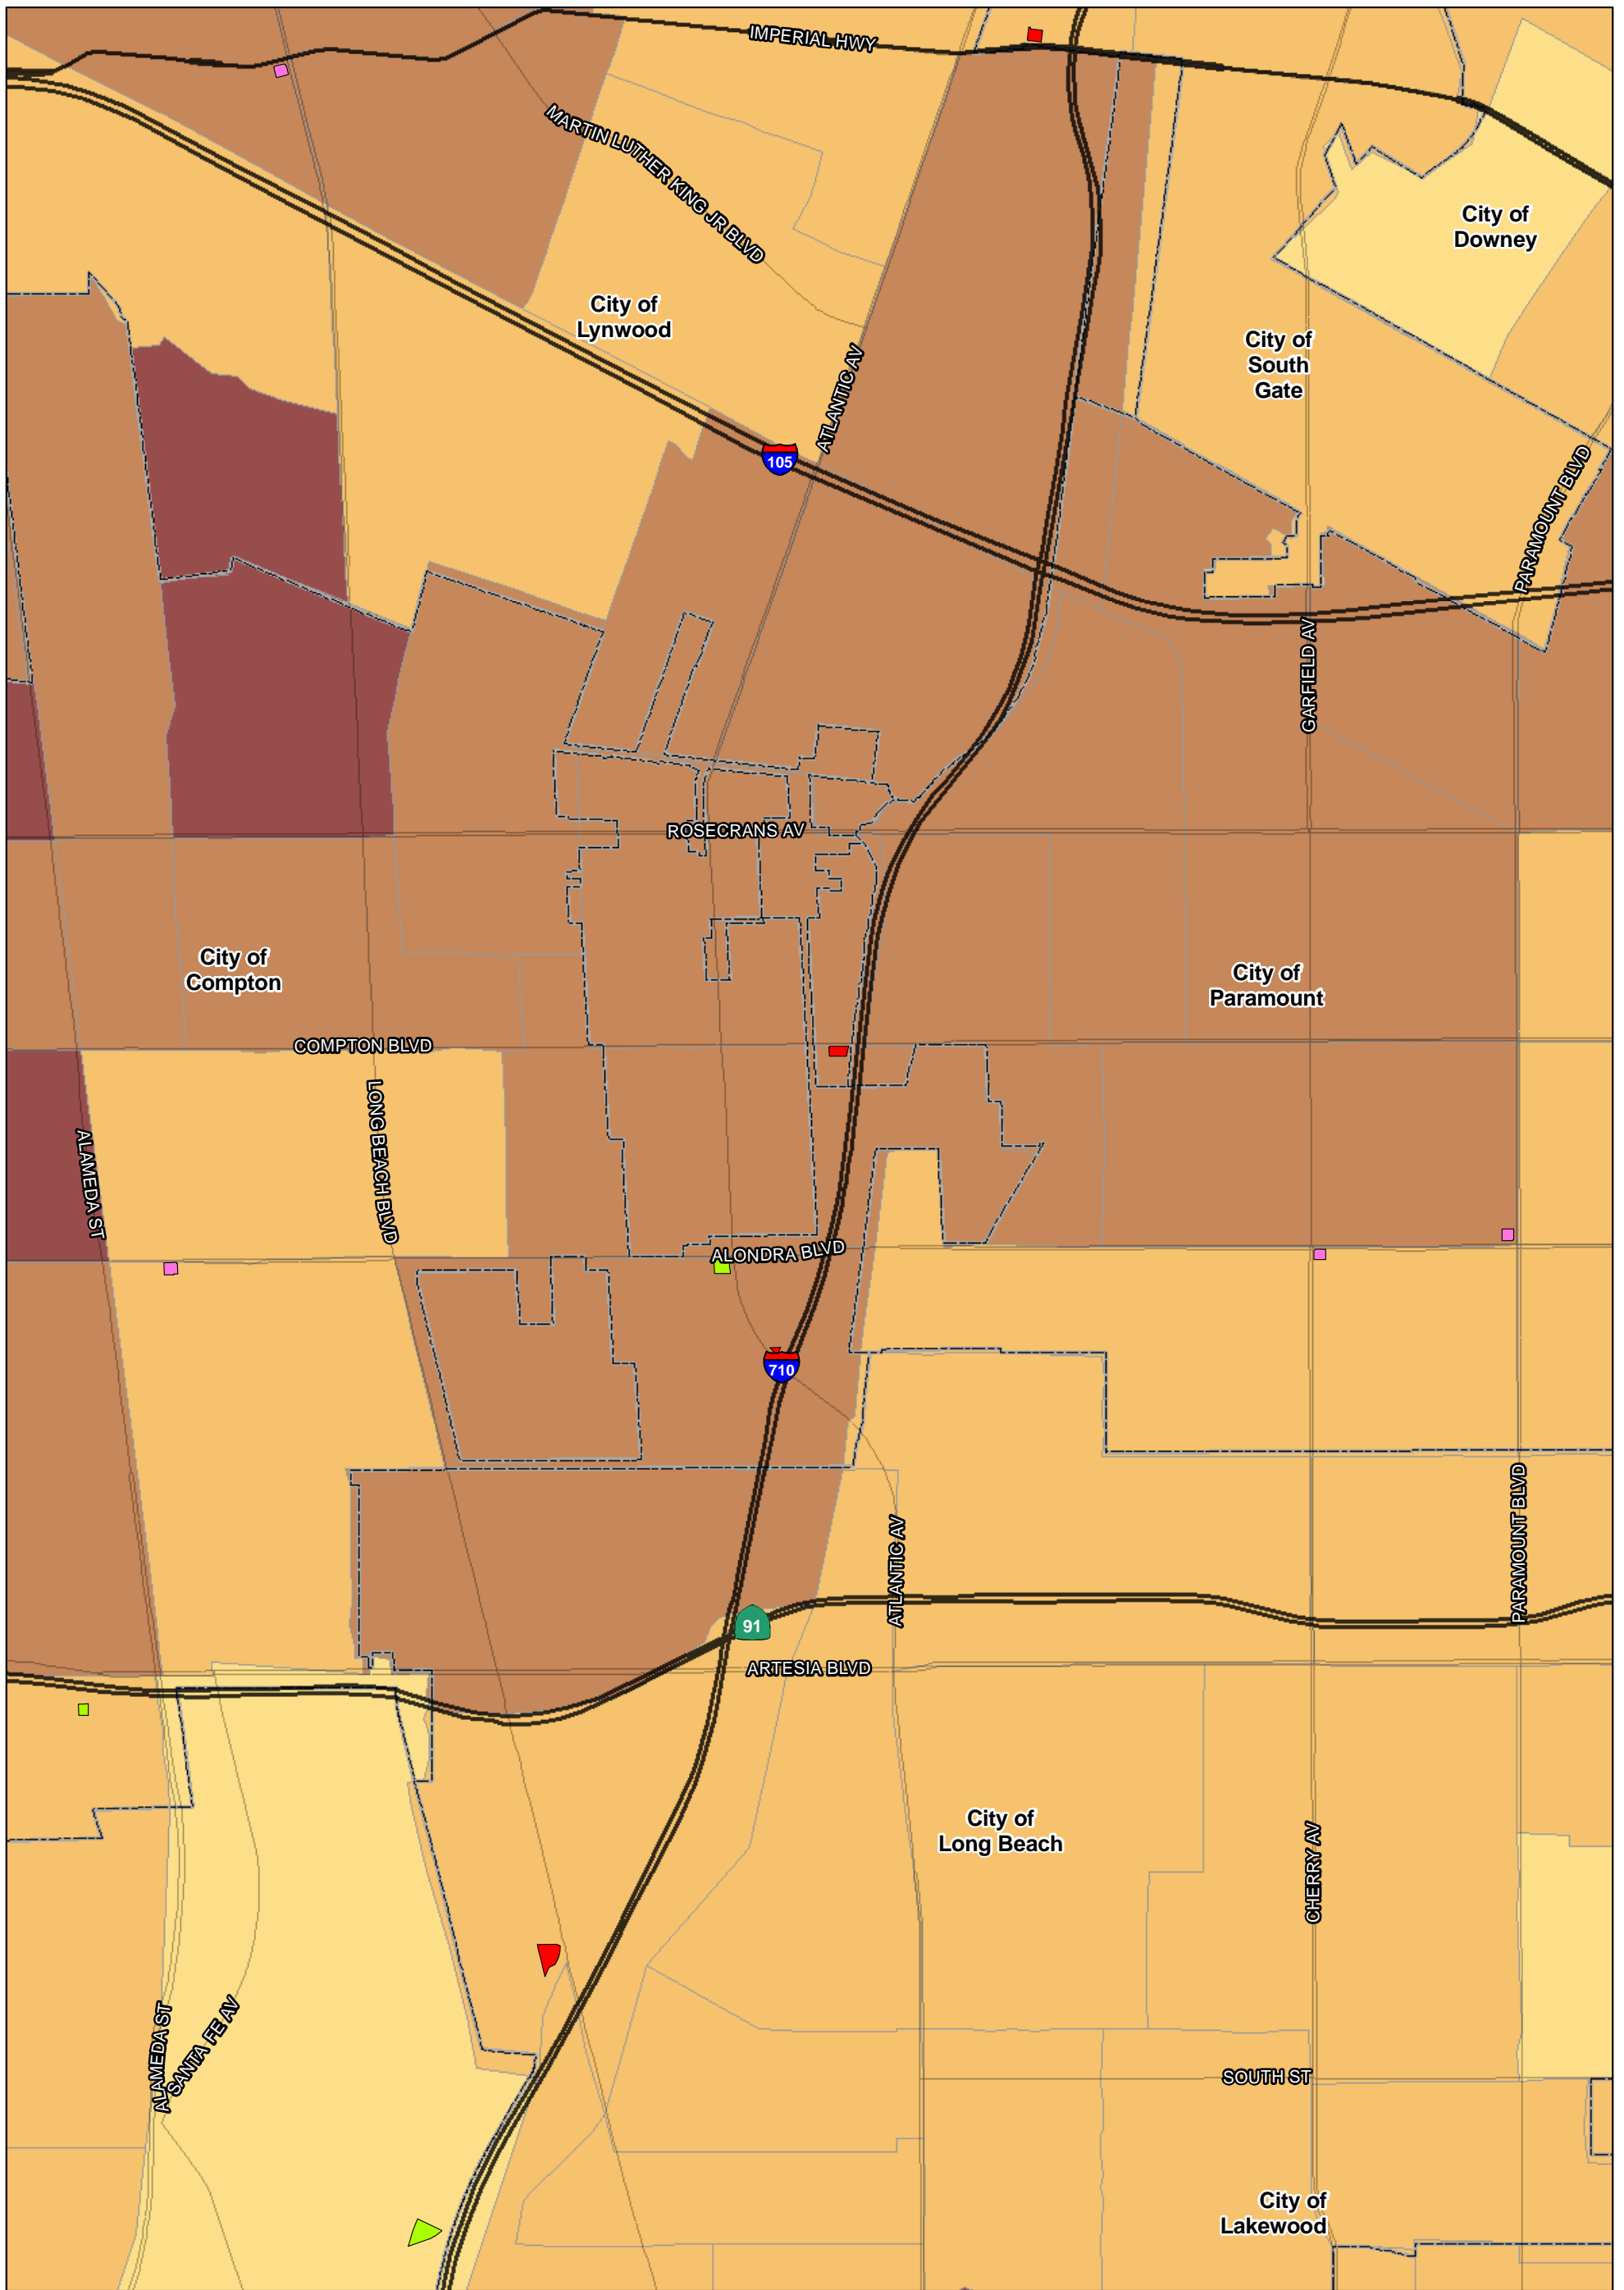 IMPERIAL HWY
MARTIN LUTHER KING JR BLVD
City of
Downey
City of
Lynwood
City of
South
Gate
ATLANTIC AV
105
PARAMOUNT BLVD
GARFIELD AV
ROSECRANS AV
City of
Compton
City of
Paramount
COMPTON BLVD
LONG BEACH BLVD
ALAMEDA ST
ALONDRA BLVD
710
ATLANTIC AV
PARAMOUNT BLVD
91
ARTESIA BLVD
City of
Long Beach
CHERRY AV
ALAMEDA ST
SANTA FE AV
SOUTH ST
City of
Lakewood